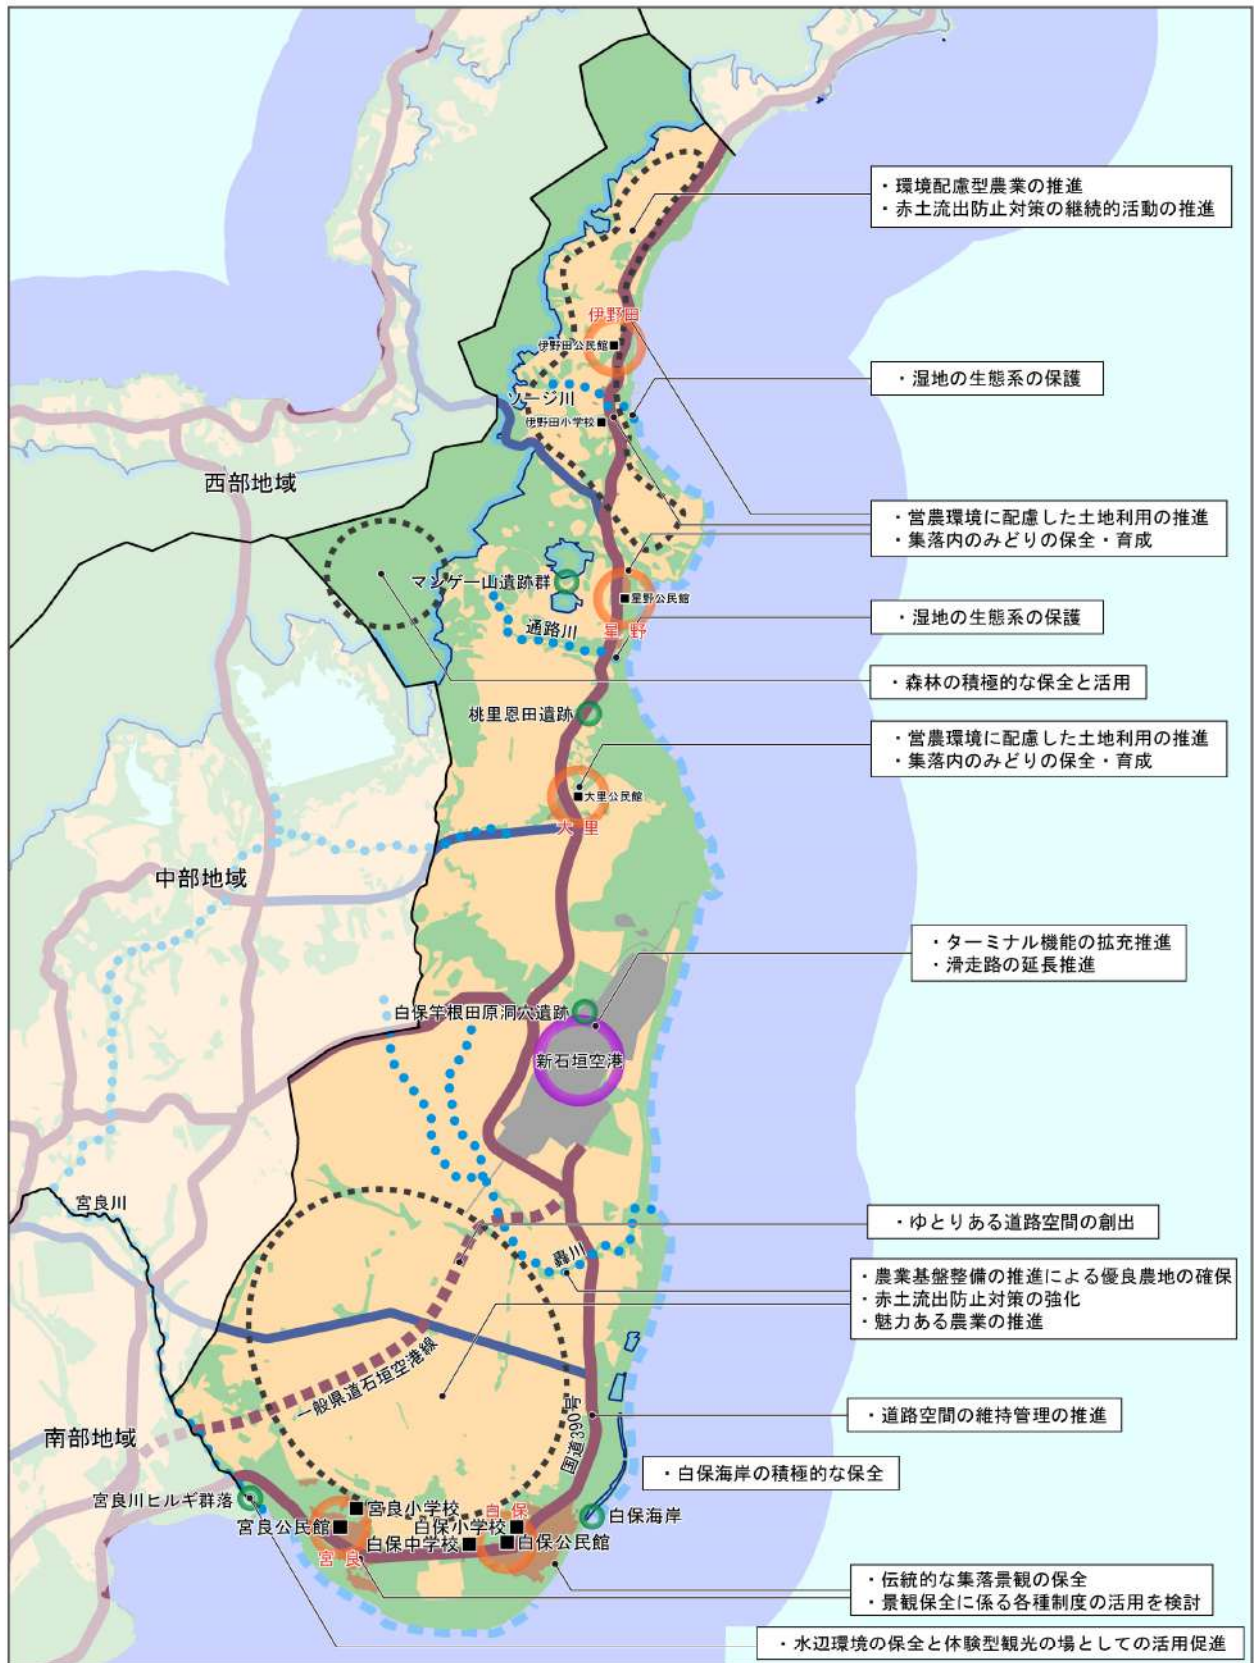 ・環境配慮型農業の推進
・赤土流出防止対策の継続的活動の推進
伊野田
伊野田公民館
・湿地の生態系の保護
ソージ川
伊野田小学校
西部地域
・営農環境に配慮した土地利用の推進
・集落内のみどりの保全・育成
マンゲー山遺跡群
星野公民館
・湿地の生態系の保護
通路川
星野
・森林の積極的な保全と活用
桃里恩田遺跡
・営農環境に配慮した土地利用の推進
・集落内のみどりの保全・育成
大里公民館
大里
中部地域
・ターミナル機能の拡充推進
・滑走路の延長推進
白保竿根田原洞穴遺跡
新石垣空港
宮良川
・ゆとりある道路空間の創出
轟川
・農業基盤整備の推進による優良農地の確保
・赤土流出防止対策の強化
・魅力ある農業の推進
一般県道石垣空港線
国道390号
・道路空間の維持管理の推進
南部地域
・白保海岸の積極的な保全
宮良川ヒルギ群落
宮良小学校
白保
白保海岸
宮良公民館
白保小学校
白保中学校
白保公民館
宮良
・伝統的な集落景観の保全
・景観保全に係る各種制度の活用を検討
・水辺環境の保全と体験型観光の場としての活用促進